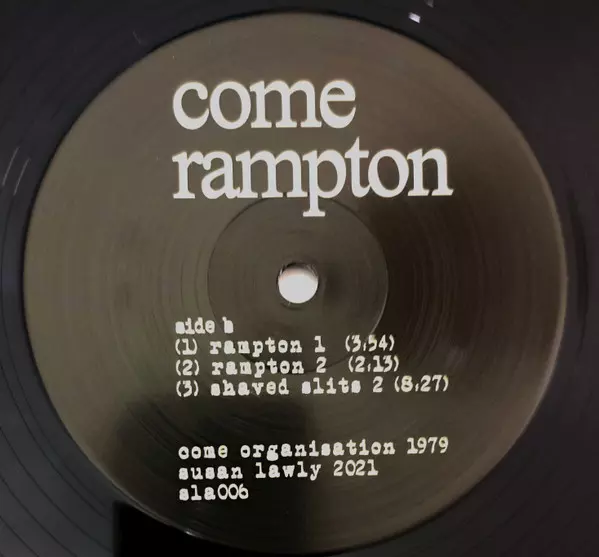 come
rampton
side b
(1) rampton 1 (3:54)
(2) rampton 2 (2:13)
(3) shaved slits 2 (8:27)
come organisation 1979
susan lawly 2021
sla006